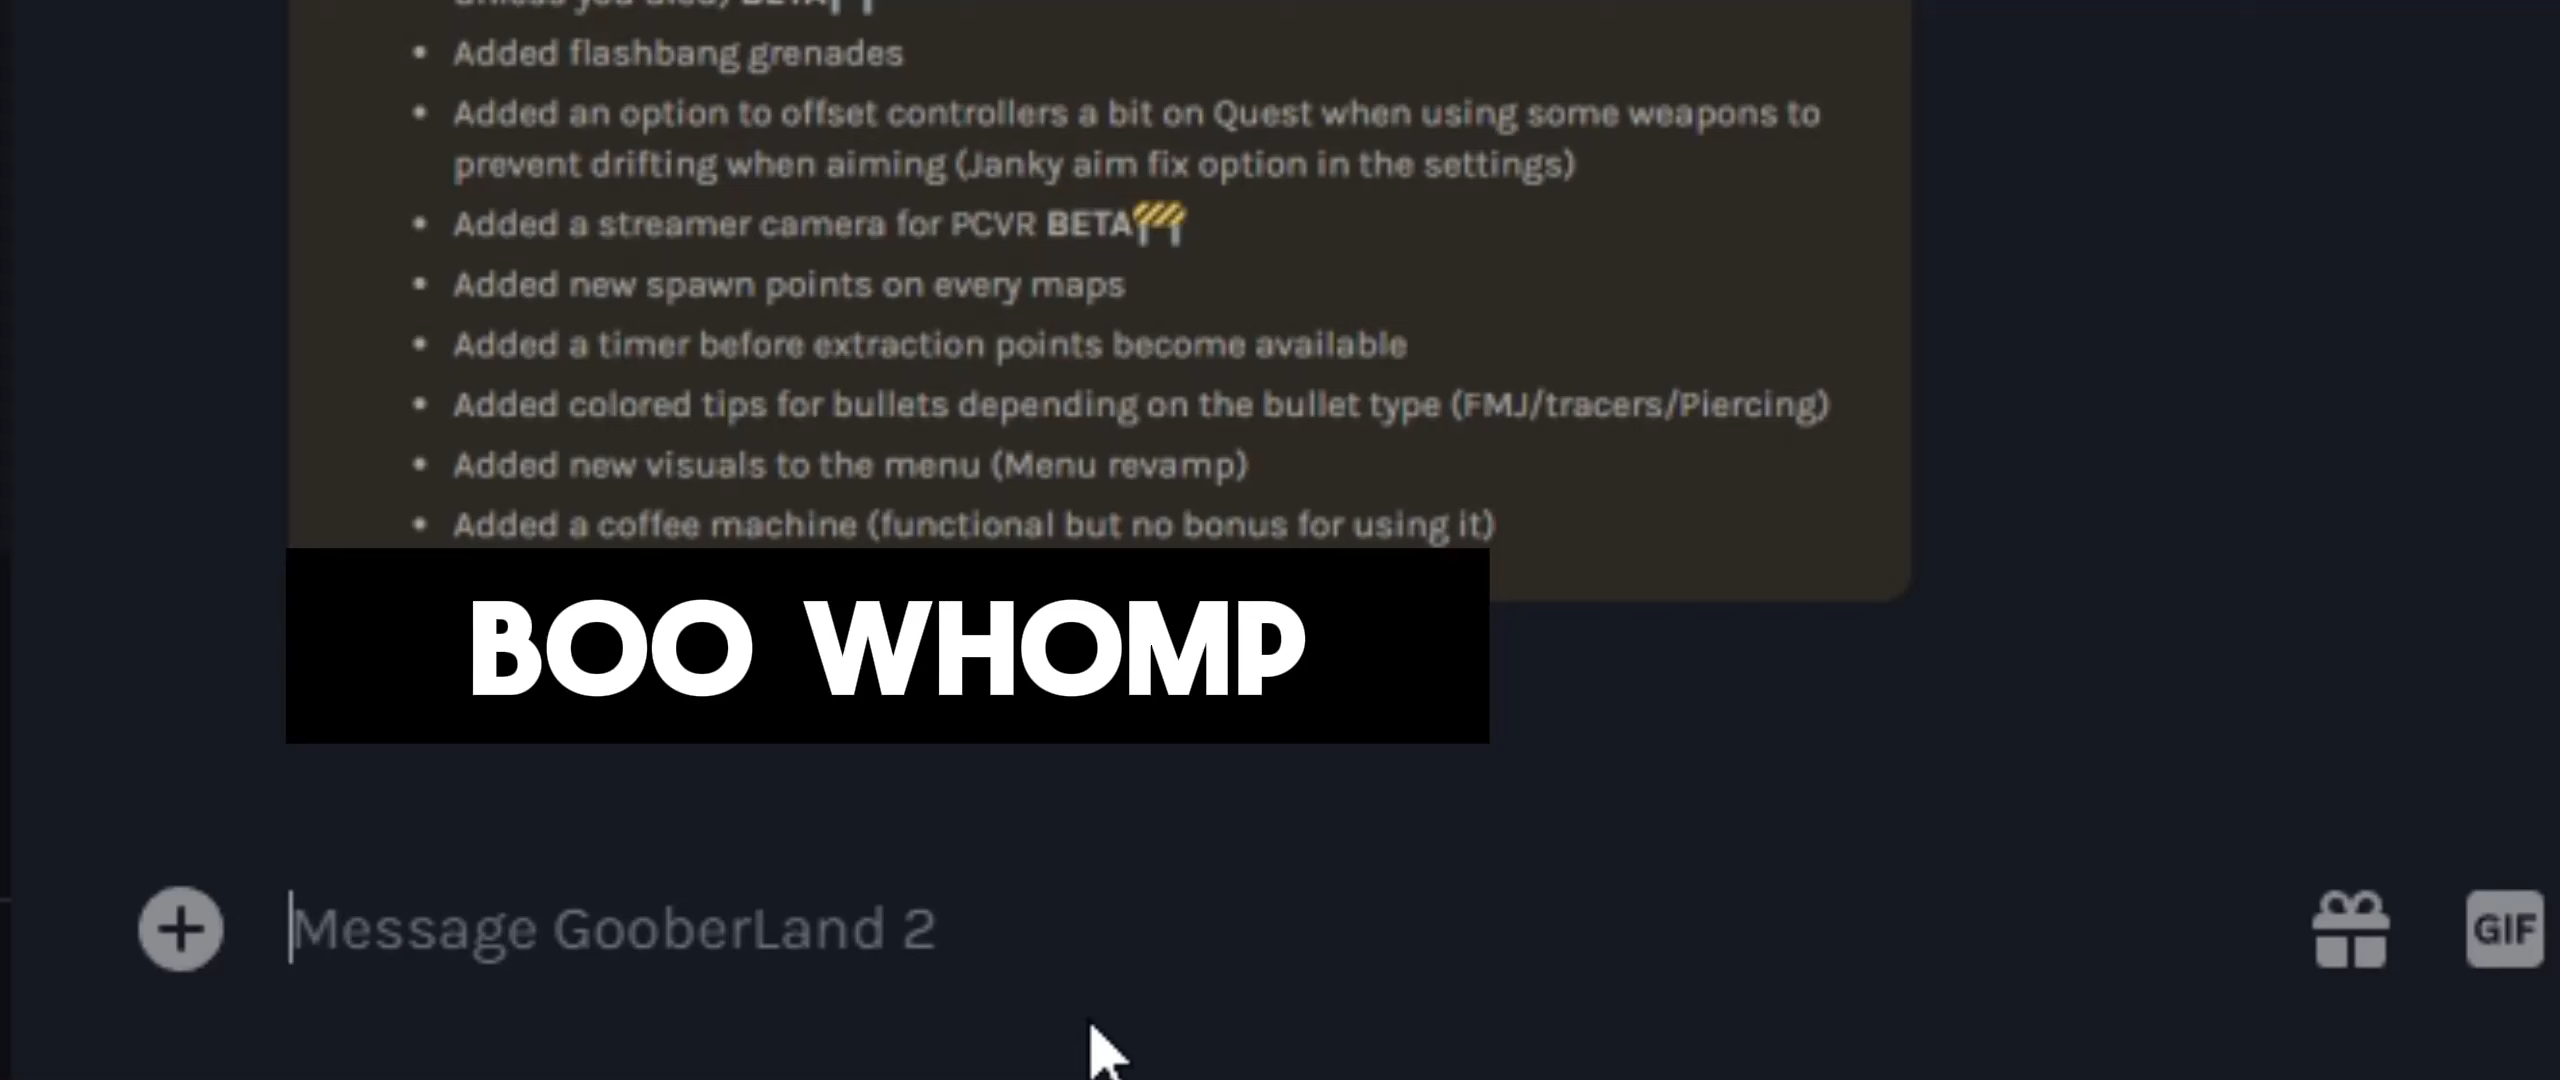 unless you died) BETA
• Added flashbang grenades
• Added an option to offset controllers a bit on Quest when using some weapons to
prevent drifting when aiming (Janky aim fix option in the settings)
• Added a streamer camera for PCVR BETA🚧
• Added new spawn points on every maps
• Added a timer before extraction points become available
• Added colored tips for bullets depending on the bullet type (FMJ/tracers/Piercing)
• Added new visuals to the menu (Menu revamp)
• Added a coffee machine (functional but no bonus for using it)
BOO WHOMP
Message GooberLand 2
GIF